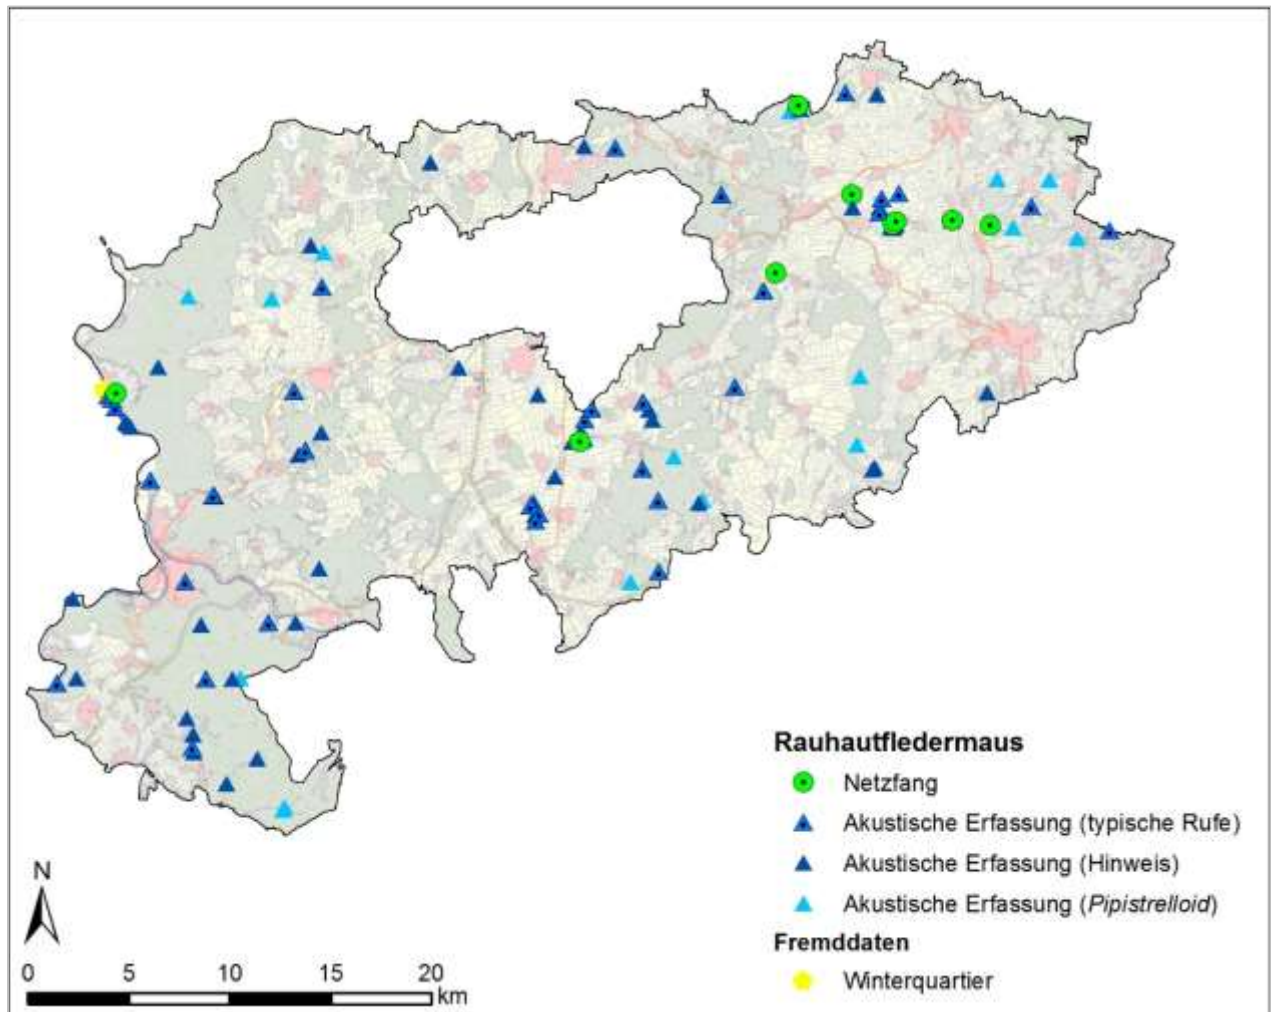 Rauhautfledermaus
Netzfang
Akustische Erfassung (typische Rufe)
Akustische Erfassung (Hinweis)
Akustische Erfassung (Pipistrelloid)
Fremddaten
Winterquartier
N
0 5 10 15 20
km